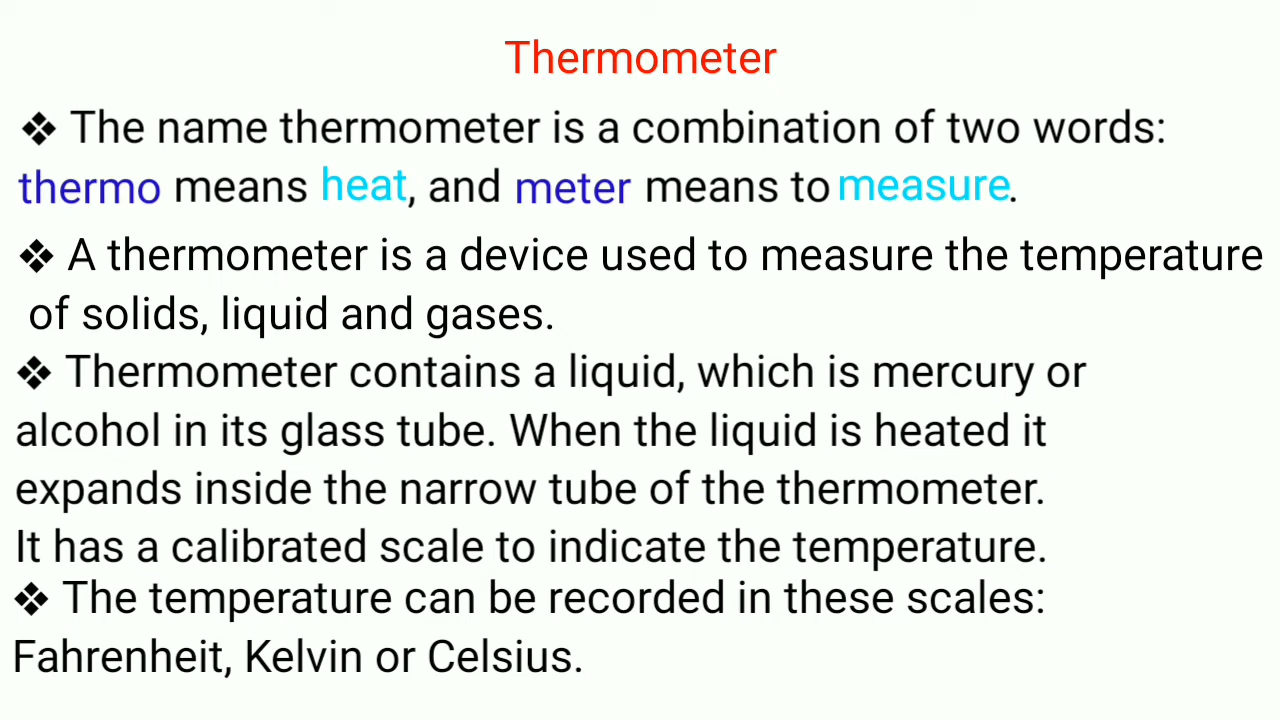 Thermometer
❖ The name thermometer is a combination of two words:
thermo means heat, and meter means to measure.
❖ A thermometer is a device used to measure the temperature
of solids, liquid and gases.
❖ Thermometer contains a liquid, which is mercury or
alcohol in its glass tube. When the liquid is heated it
expands inside the narrow tube of the thermometer.
It has a calibrated scale to indicate the temperature.
❖ The temperature can be recorded in these scales:
Fahrenheit, Kelvin or Celsius.